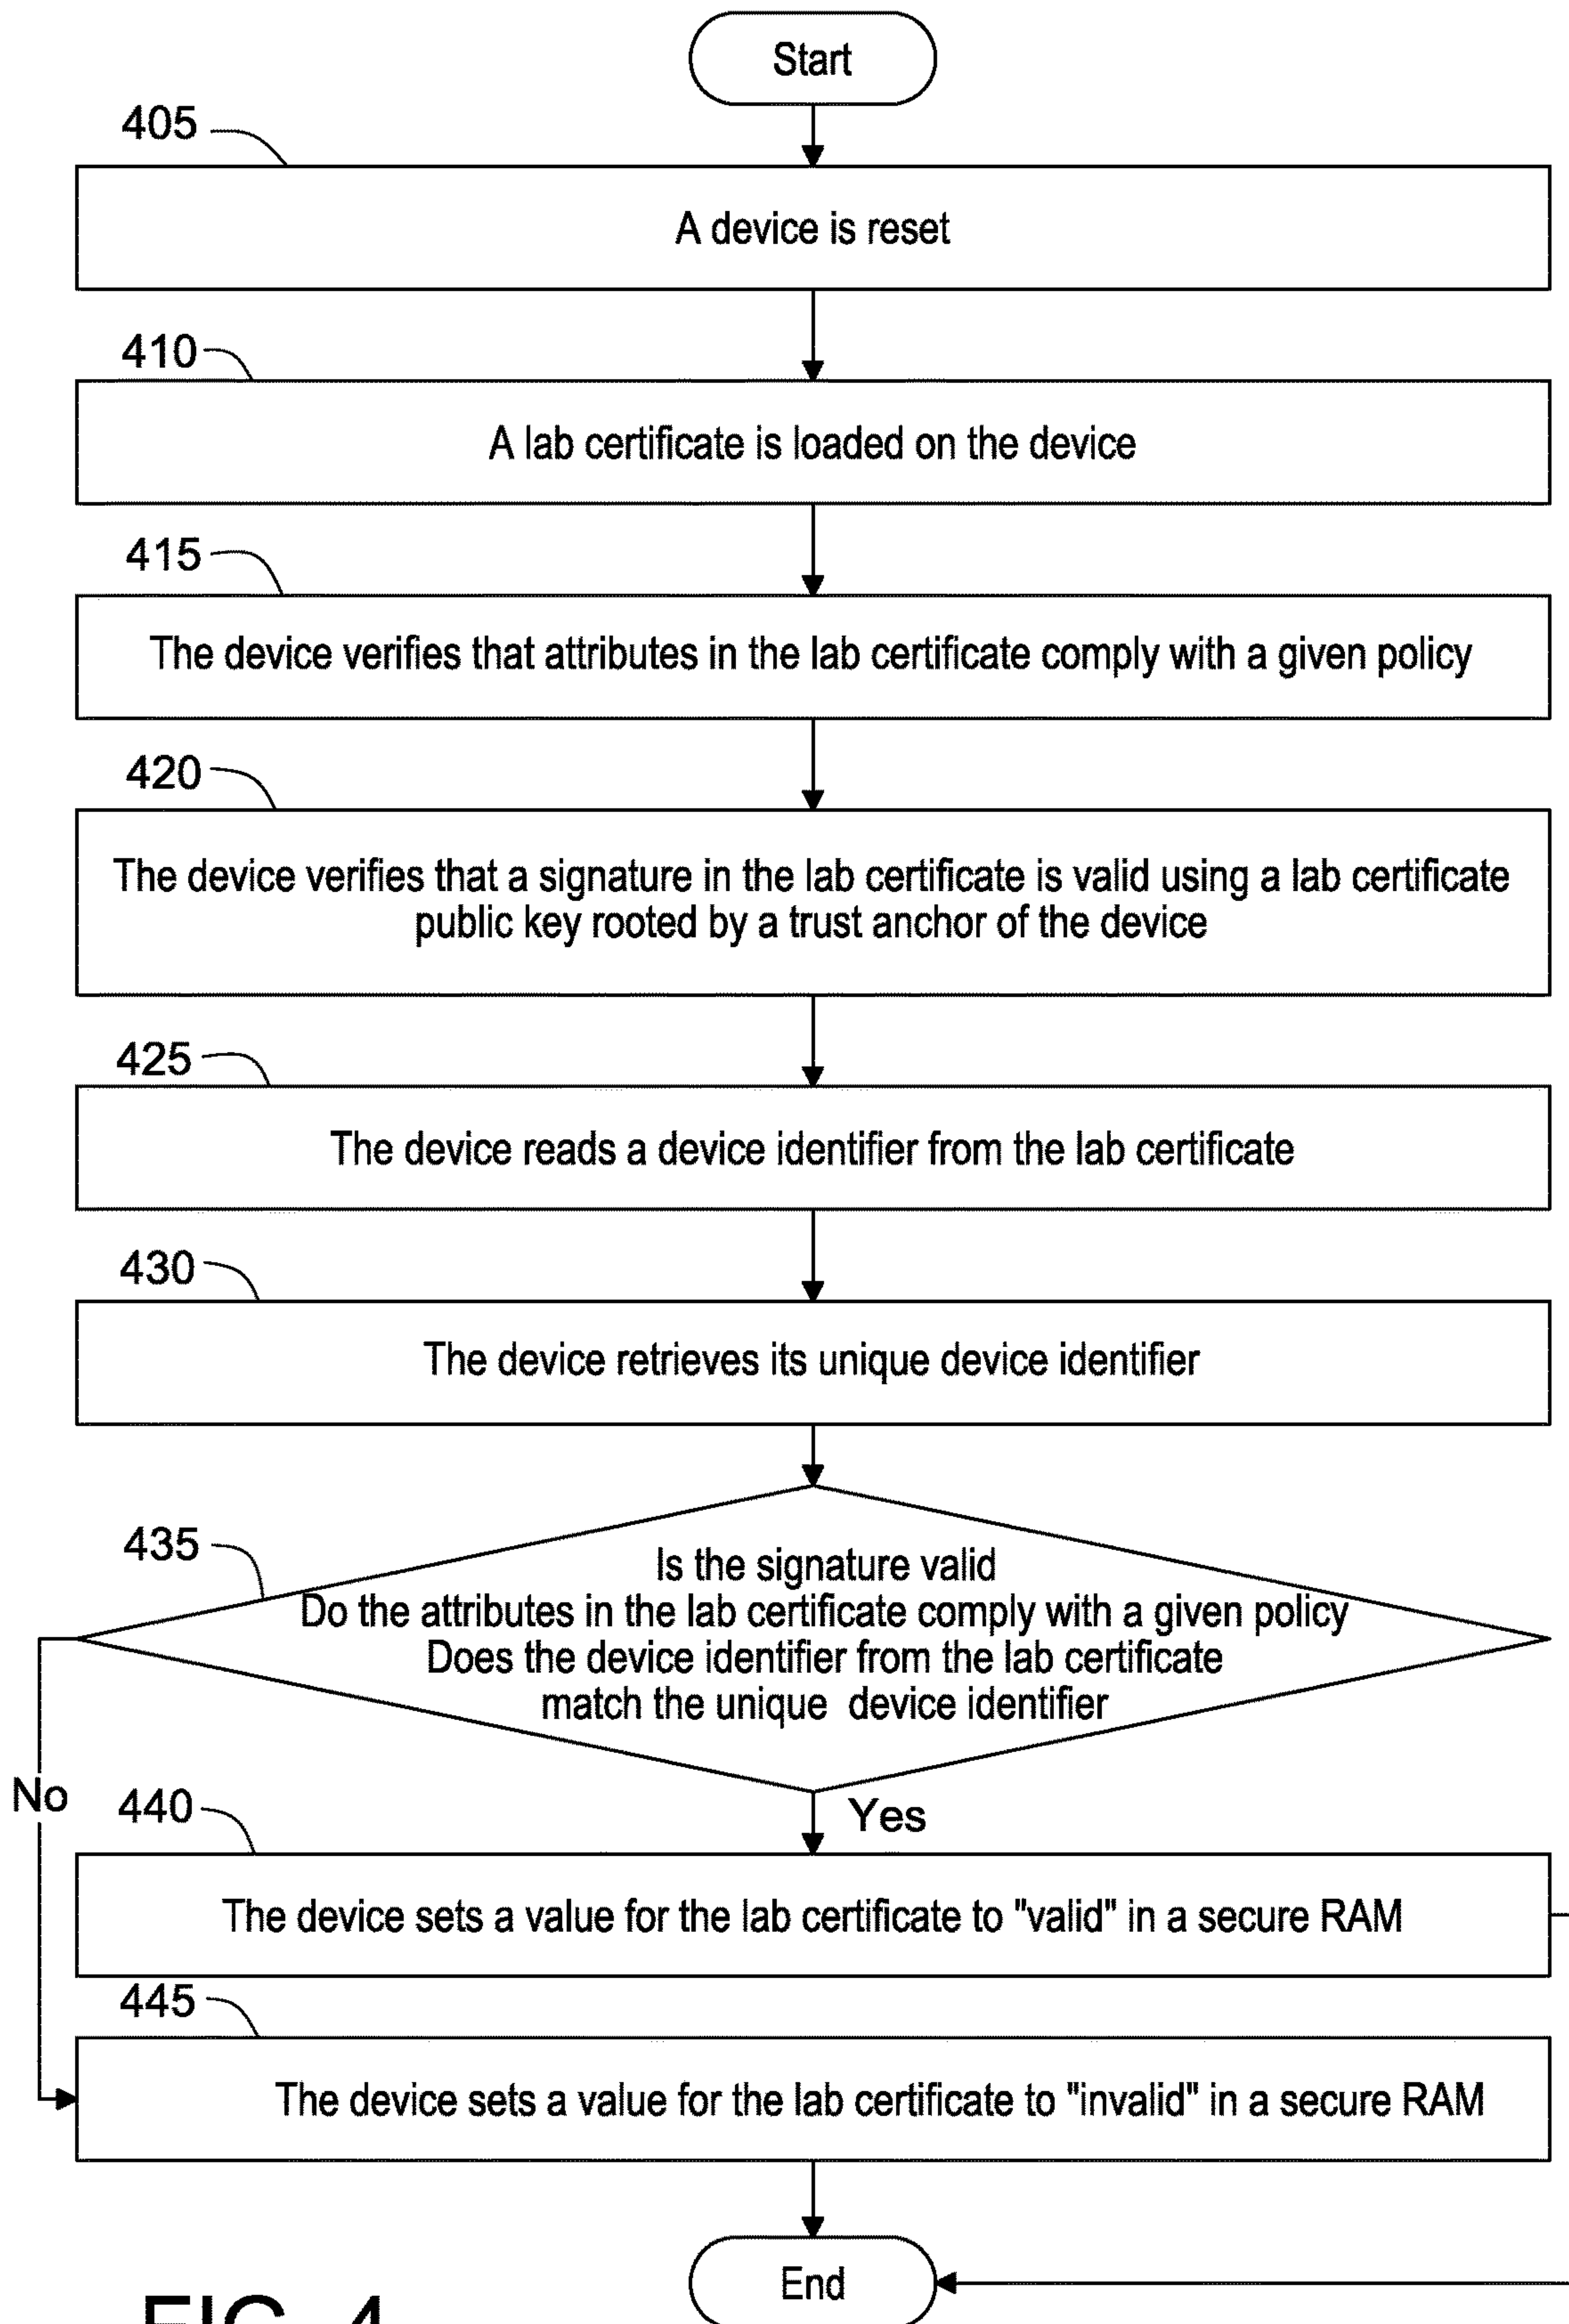 Start
405
A device is reset
410
A lab certificate is loaded on the device
415
The device verifies that attributes in the lab certificate comply with a given policy
420
The device verifies that a signature in the lab certificate is valid using a lab certificate
public key rooted by a trust anchor of the device
425
The device reads a device identifier from the lab certificate
430
The device retrieves its unique device identifier
435
Is the signature valid
Do the attributes in the lab certificate comply with a given policy
Does the device identifier from the lab certificate
match the unique device identifier
No
Yes
440
The device sets a value for the lab certificate to "valid" in a secure RAM
445
The device sets a value for the lab certificate to "invalid" in a secure RAM
End
FIG. 4